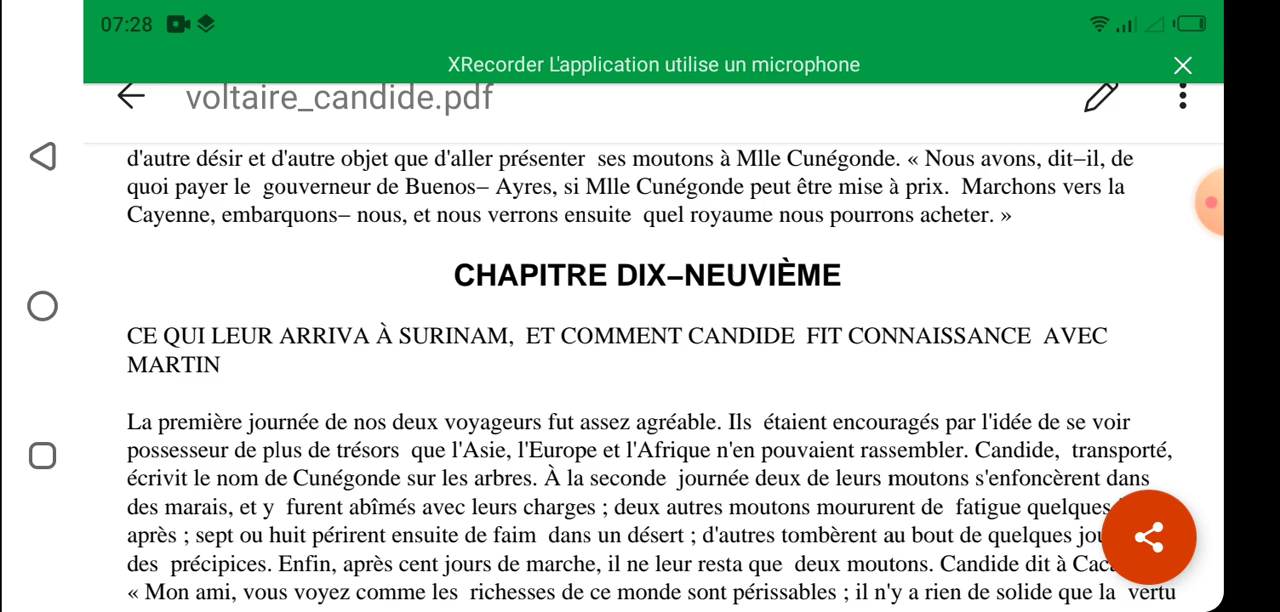 07:28
XRecorder L'application utilise un microphone
voltaire_candide.pdf
d'autre désir et d'autre objet que d'aller présenter ses moutons à Mlle Cunégonde. « Nous avons, dit–il, de
quoi payer le gouverneur de Buenos– Ayres, si Mlle Cunégonde peut être mise à prix. Marchons vers la
Cayenne, embarquons– nous, et nous verrons ensuite quel royaume nous pourrons acheter. »
CHAPITRE DIX–NEUVIÈME
CE QUI LEUR ARRIVA À SURINAM, ET COMMENT CANDIDE FIT CONNAISSANCE AVEC
MARTIN
La première journée de nos deux voyageurs fut assez agréable. Ils étaient encouragés par l'idée de se voir
possesseur de plus de trésors que l'Asie, l'Europe et l'Afrique n'en pouvaient rassembler. Candide, transporté,
écrivit le nom de Cunégonde sur les arbres. À la seconde journée deux de leurs moutons s'enfoncèrent dans
des marais, et y furent abîmés avec leurs charges ; deux autres moutons moururent de fatigue quelques
après ; sept ou huit périrent ensuite de faim dans un désert ; d'autres tombèrent au bout de quelques
des précipices. Enfin, après cent jours de marche, il ne leur resta que deux moutons. Candide dit à
« Mon ami, vous voyez comme les richesses de ce monde sont périssables ; il n'y a rien de solide que la vertu